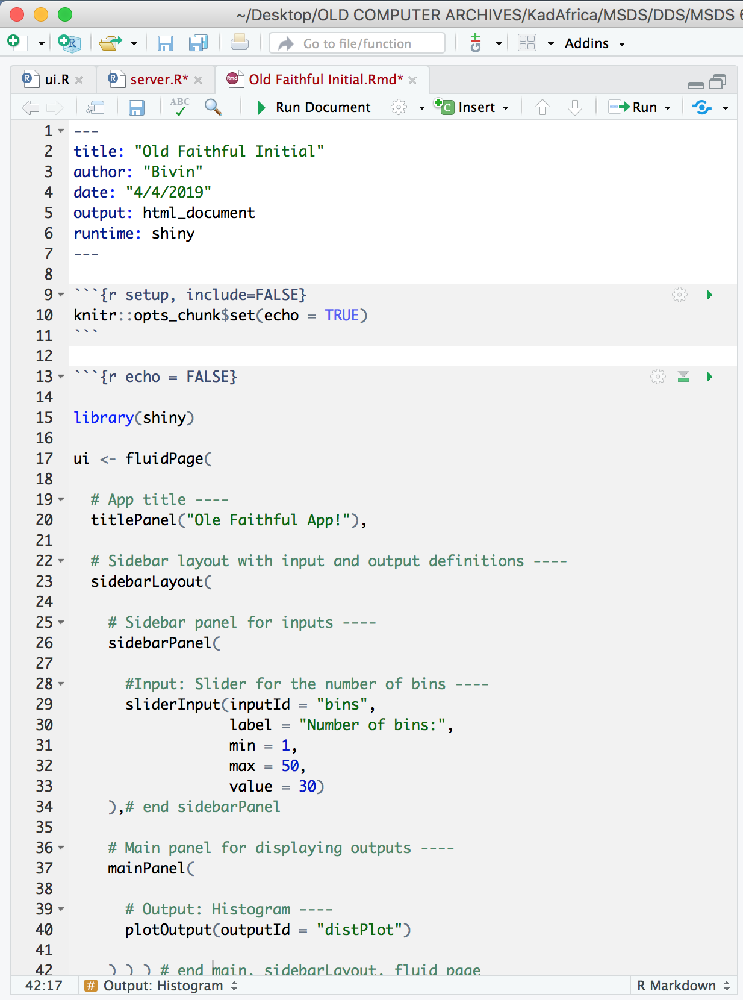 ~/Desktop/OLD COMPUTER ARCHIVES/KadAfrica/MSDS/DDS/MSDS
Go to file/function
Addins
ui.R
server.R*
Old Faithful Initial.Rmd*
ABC
Run Document
Insert
Run
1 ---
2 title: "Old Faithful Initial"
3 author: "Bivin"
4 date: "4/4/2019"
5 output: html_document
6 runtime: shiny
7 ---
8
9 ```{r setup, include=FALSE}
10 knitr::opts_chunk$set(echo = TRUE)
11 ```
12
13 ```{r echo = FALSE}
14
15 library(shiny)
16
17 ui <- fluidPage(
18
19   # App title ----
20   titlePanel("Ole Faithful App!"),
21
22   # Sidebar layout with input and output definitions ----
23   sidebarLayout(
24
25     # Sidebar panel for inputs ----
26     sidebarPanel(
27
28       #Input: Slider for the number of bins ----
29       sliderInput(inputId = "bins",
30                   label = "Number of bins:",
31                   min = 1,
32                   max = 50,
33                   value = 30)
34     ),# end sidebarPanel
35
36     # Main panel for displaying outputs ----
37     mainPanel(
38
39       # Output: Histogram ----
40       plotOutput(outputId = "distPlot")
41
42     ) ) ) # end main, sidebarLayout, fluid page
42:17 # Output: Histogram R Markdown